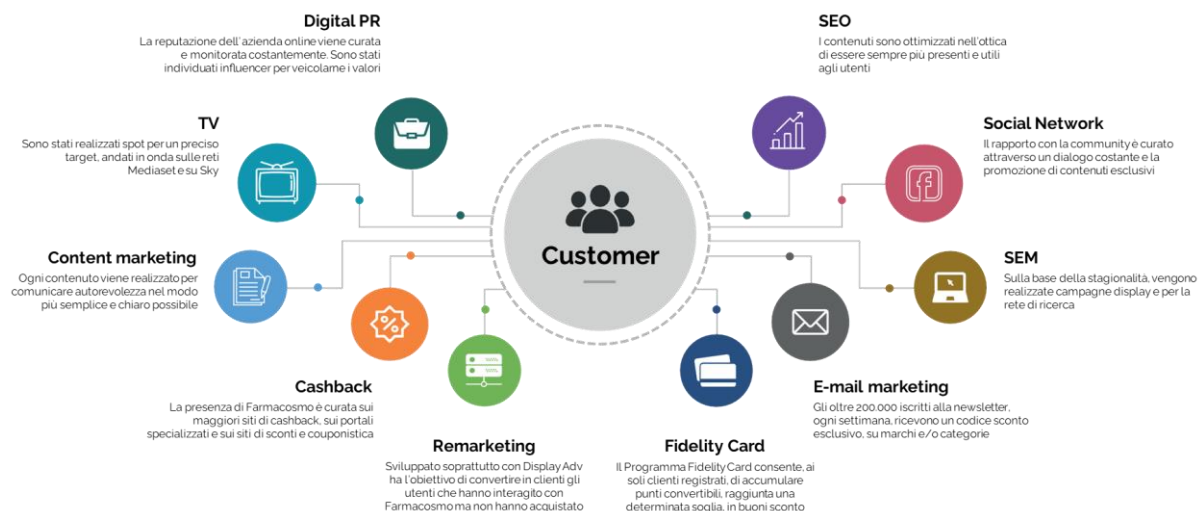 Digital PR
La reputazione dell'azienda online viene curata
e monitorata costantemente. Sono stati
individuati influencer per veicolarne i valori
SEO
I contenuti sono ottimizzati nell'ottica
di essere sempre più presenti e utili
agli utenti
TV
Sono stati realizzati spot per un preciso
target, andati in onda sulle reti
Mediaset e su Sky
Social Network
Il rapporto con la community è curato
attraverso un dialogo costante e la
promozione di contenuti esclusivi
Customer
Content marketing
Ogni contenuto viene realizzato per
comunicare autorevolezza nel modo
più semplice e chiaro possibile
SEM
Sulla base della stagionalità, vengono
realizzate campagne display e per la
rete di ricerca
Cashback
La presenza di Farmacosmo è curata sui
maggiori siti di cashback, sui portali
specializzati e sui siti di sconti e couponistica
E-mail marketing
Gli oltre 200.000 iscritti alla newsletter,
ogni settimana, ricevono un codice sconto
esclusivo, su marchi e/o categorie
Remarketing
Sviluppato soprattutto con Display Adv
ha l'obiettivo di convertire in clienti gli
utenti che hanno interagito con
Farmacosmo ma non hanno acquistato
Fidelity Card
Il Programma Fidelity Card consente, ai
soli clienti registrati, di accumulare
punti convertibili, raggiunta una
determinata soglia, in buoni sconto